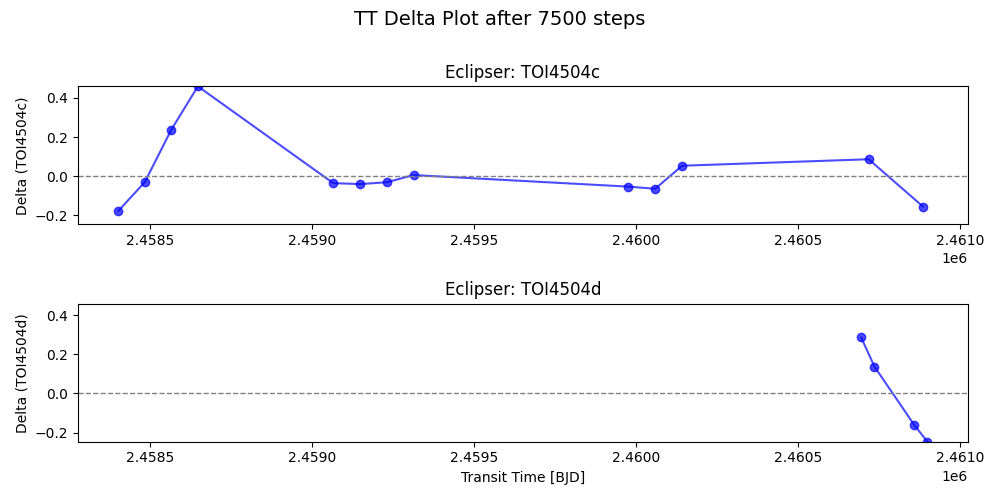 TT Delta Plot after 7500 steps
Eclipser: TOI4504c
Delta (TOI4504c)
0.4
0.2
0.0
−0.2
2.4585 2.4590 2.4595 2.4600 2.4605 2.4610
1e6
Eclipser: TOI4504d
Delta (TOI4504d)
0.4
0.2
0.0
−0.2
2.4585 2.4590 2.4595 2.4600 2.4605 2.4610
1e6
Transit Time [BJD]